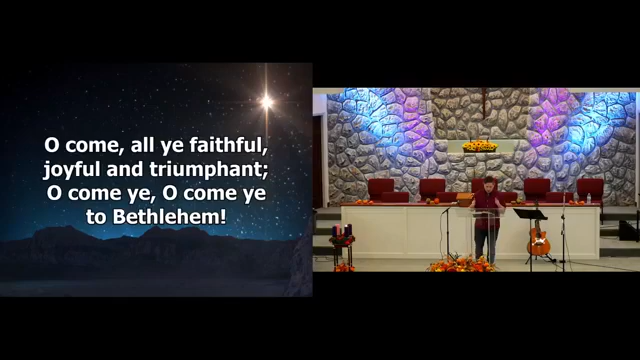 O come, all ye faithful,
joyful and triumphant;
O come ye, O come ye
to Bethlehem!